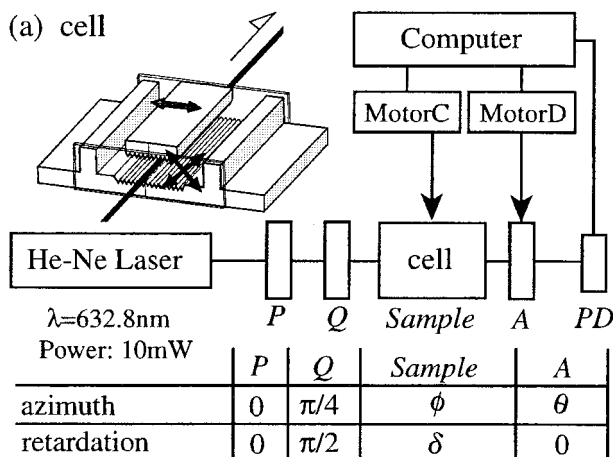 (a) cell
Computer
MotorC MotorD
He-Ne Laser
cell
P Q Sample A PD
λ=632.8nm
Power: 10mW
P Q Sample A
azimuth 0 π/4 ϕ θ
retardation 0 π/2 δ 0